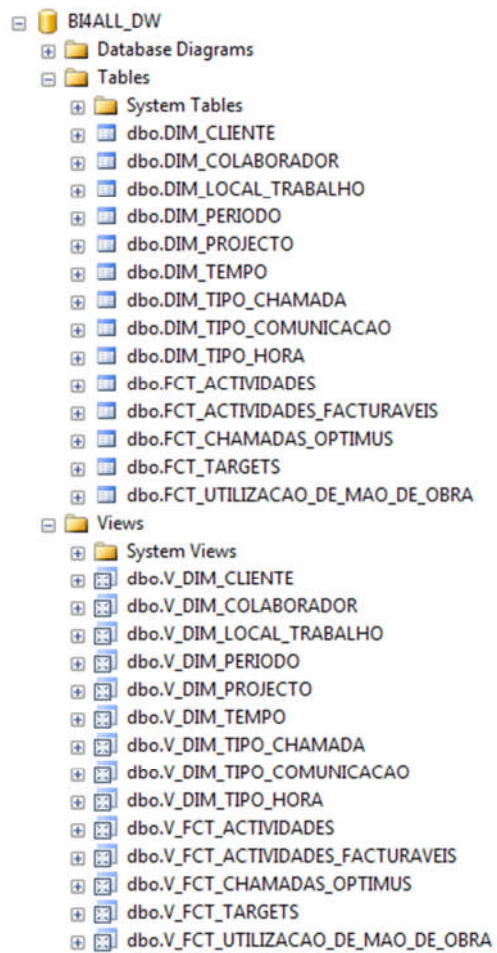 BI4ALL_DW
Database Diagrams
Tables
System Tables
dbo.DIM_CLIENTE
dbo.DIM_COLABORADOR
dbo.DIM_LOCAL_TRABALHO
dbo.DIM_PERIODO
dbo.DIM_PROJECTO
dbo.DIM_TEMPO
dbo.DIM_TIPO_CHAMADA
dbo.DIM_TIPO_COMUNICACAO
dbo.DIM_TIPO_HORA
dbo.FCT_ACTIVIDADES
dbo.FCT_ACTIVIDADES_FACTURAVEIS
dbo.FCT_CHAMADAS_OPTIMUS
dbo.FCT_TARGETS
dbo.FCT_UTILIZACAO_DE_MAO_DE_OBRA
Views
System Views
dbo.V_DIM_CLIENTE
dbo.V_DIM_COLABORADOR
dbo.V_DIM_LOCAL_TRABALHO
dbo.V_DIM_PERIODO
dbo.V_DIM_PROJECTO
dbo.V_DIM_TEMPO
dbo.V_DIM_TIPO_CHAMADA
dbo.V_DIM_TIPO_COMUNICACAO
dbo.V_DIM_TIPO_HORA
dbo.V_FCT_ACTIVIDADES
dbo.V_FCT_ACTIVIDADES_FACTURAVEIS
dbo.V_FCT_CHAMADAS_OPTIMUS
dbo.V_FCT_TARGETS
dbo.V_FCT_UTILIZACAO_DE_MAO_DE_OBRA